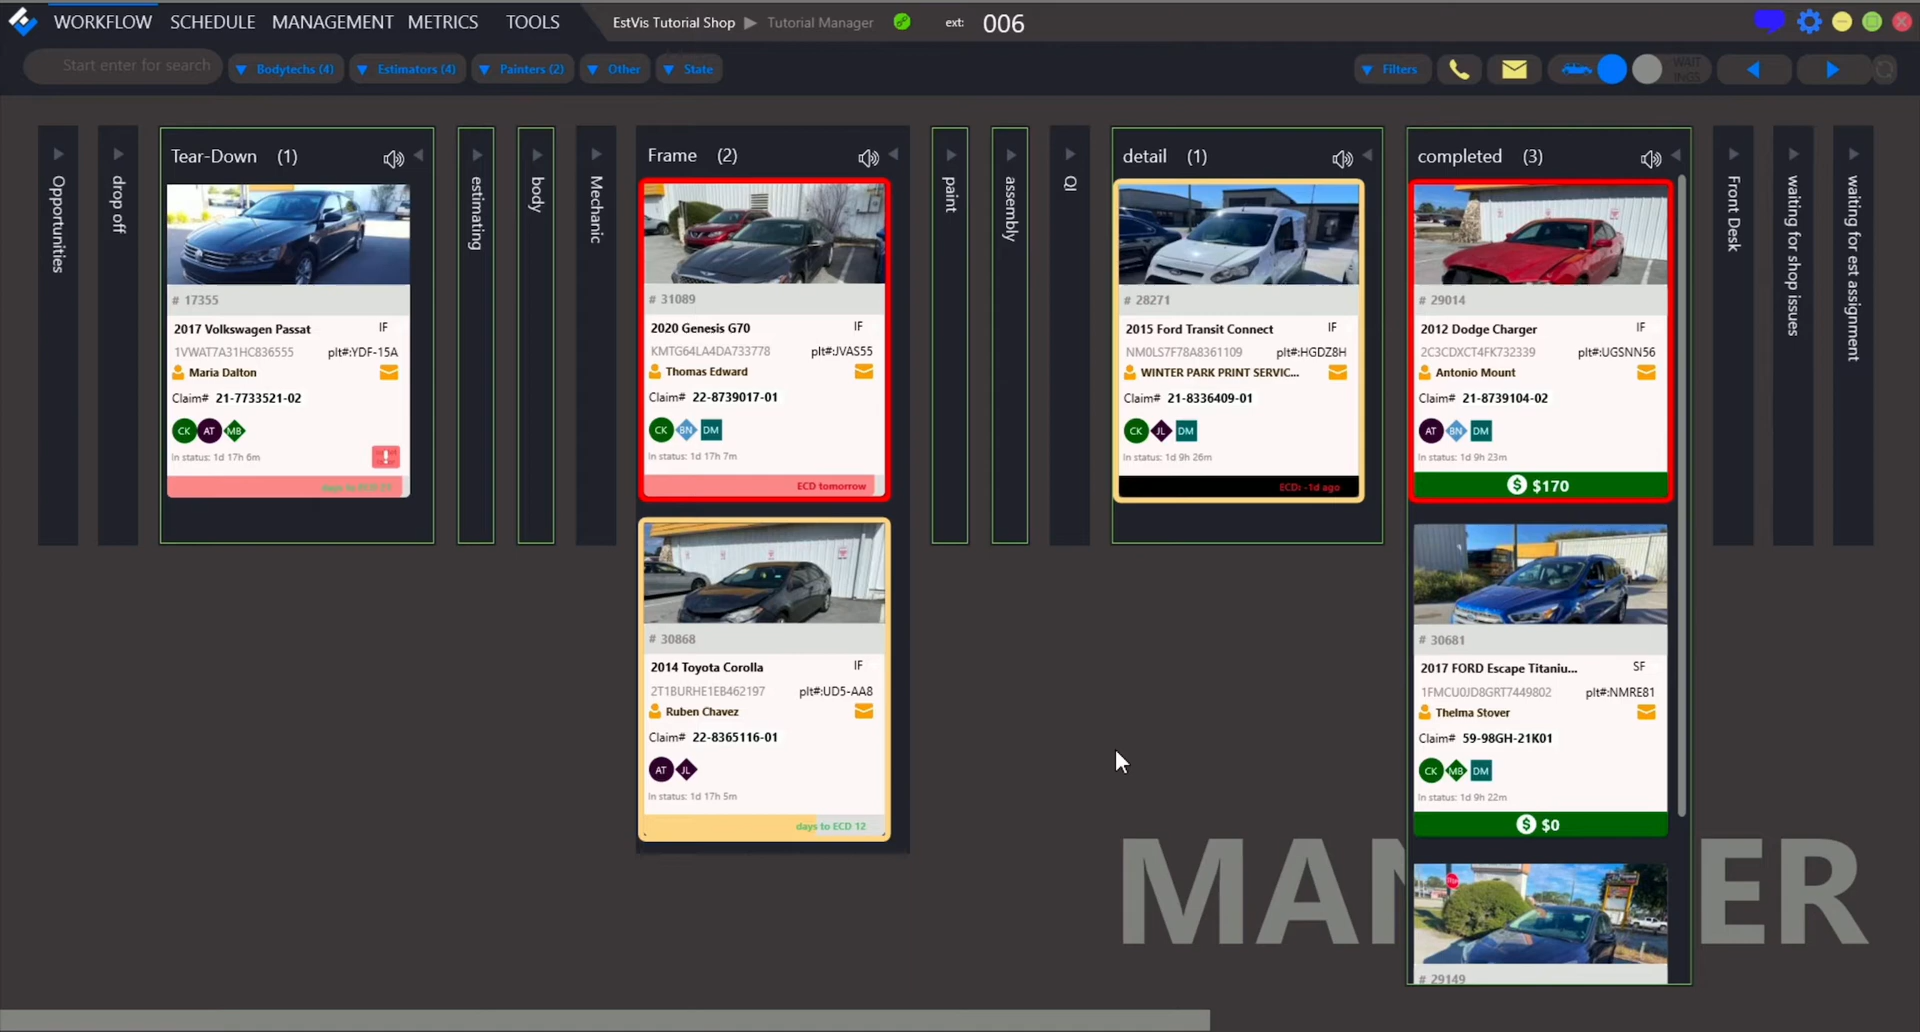 WORKFLOW SCHEDULE MANAGEMENT METRICS TOOLS EstVis Tutorial Shop Tutorial Manager ext: 006
Start enter for search Bodytechs (4) Estimators (4) Painters (2) Other State Filters WAIT
INGS
Opportunities
drop off
Tear-Down (1)
# 17355
2017 Volkswagen Passat IF
1VWAT7A31HC836555 plt#:YDF-15A
Maria Dalton
Claim# 21-7733521-02
CK AT MB
In status: 1d 17h 6m
estimating
body
Mechanic
Frame (2)
# 31089
2020 Genesis G70 IF
KMTG64LA4DA733778 plt#:JVAS55
Thomas Edward
Claim# 22-8739017-01
CK BN DM
In status: 1d 17h 7m
ECD tomorrow
# 30868
2014 Toyota Corolla IF
2T1BURHE1EB462197 plt#:UD5-AA8
Ruben Chavez
Claim# 22-8365116-01
AT JL
In status: 1d 17h 5m
days to ECD 12
paint
assembly
QI
detail (1)
# 28271
2015 Ford Transit Connect IF
NM0LS7F78A8361109 plt#:HGDZ8H
WINTER PARK PRINT SERVIC...
Claim# 21-8336409-01
CK JL DM
In status: 1d 9h 26m
ECD: -1d ago
completed (3)
# 29014
2012 Dodge Charger IF
2C3CDXCT4FK732339 plt#:UGSNN56
Antonio Mount
Claim# 21-8739104-02
AT BN DM
In status: 1d 9h 23m
$ $170
# 30681
2017 FORD Escape Titaniu... SF
1FMCU0JD8GRT7449802 plt#:NMRE81
Thelma Stover
Claim# 59-98GH-21K01
CK MB DM
In status: 1d 9h 22m
$ $0
# 29149
Front Desk
waiting for shop issues
waiting for est assignment
MAN ER